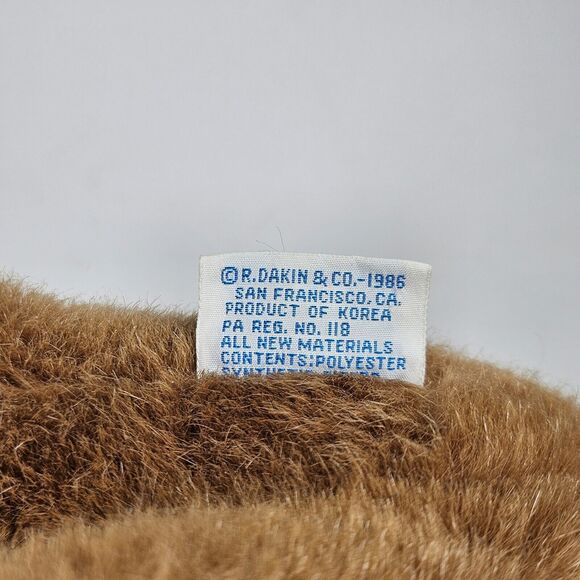 ©R.DAKIN & CO.-1986
SAN FRANCISCO, CA.
PRODUCT OF KOREA
PA REG. NO. 118
ALL NEW MATERIALS
CONTENTS:POLYESTER